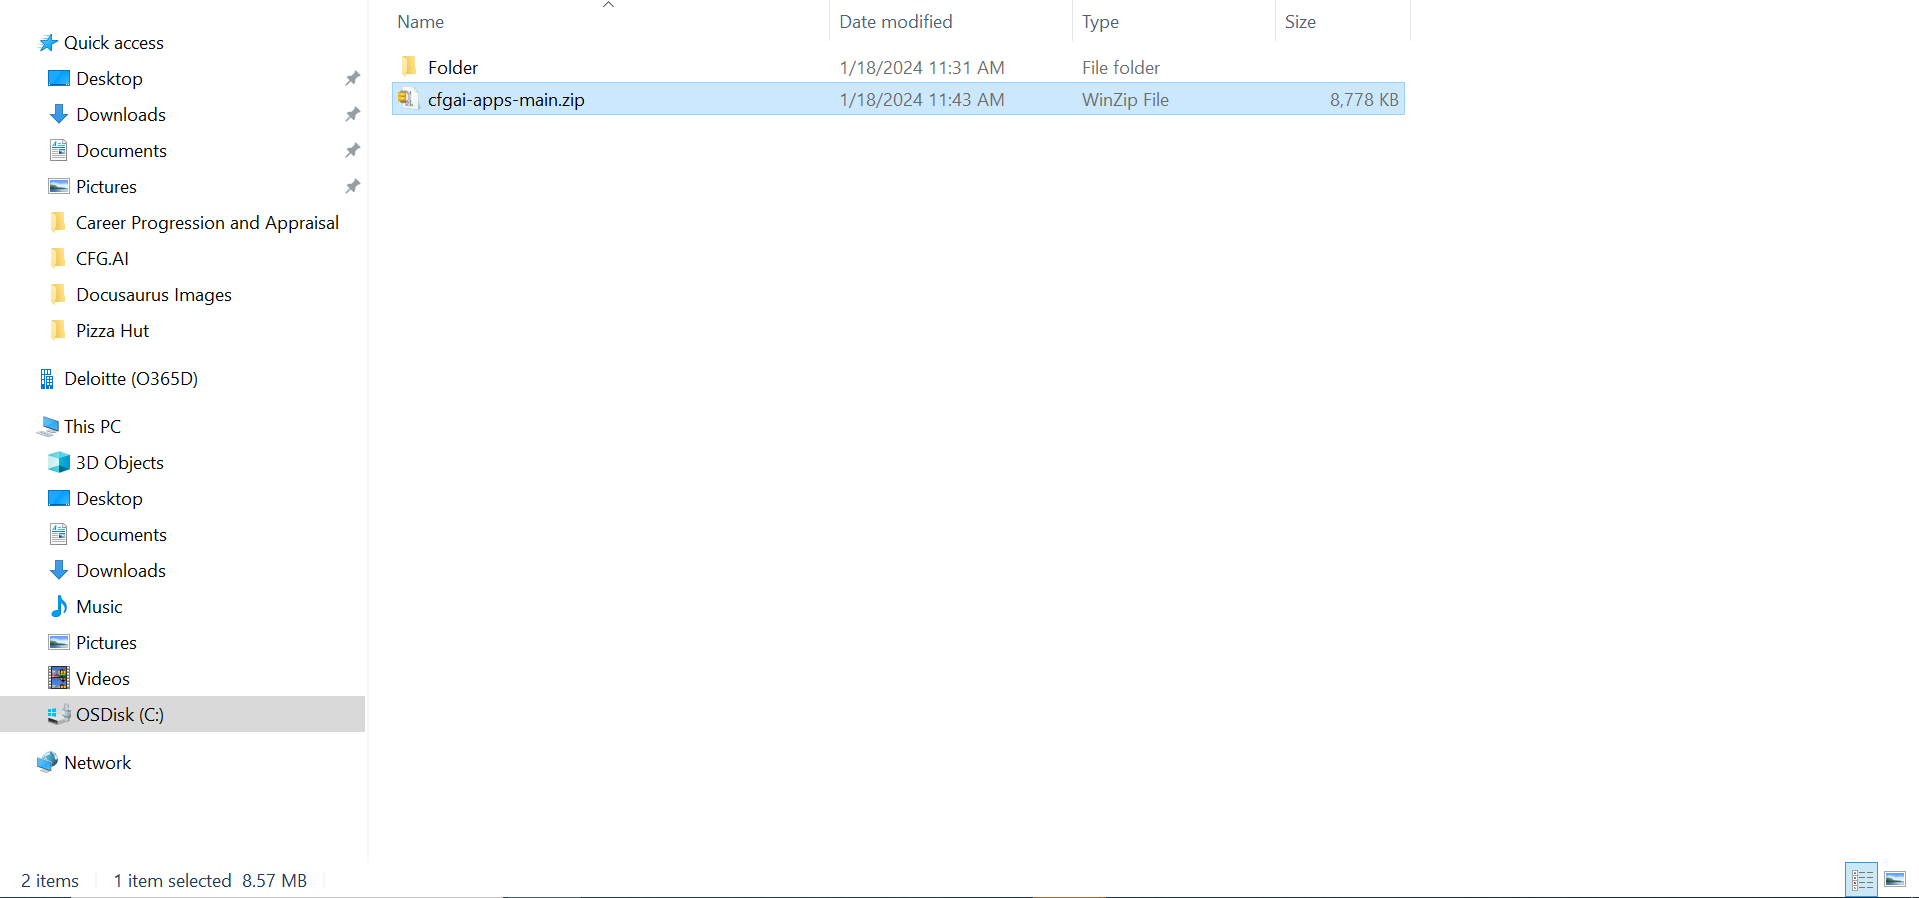 Name Date modified Type Size
Quick access
Desktop
Downloads
Documents
Pictures
Career Progression and Appraisal
CFG.AI
Docusaurus Images
Pizza Hut
Deloitte (O365D)
This PC
3D Objects
Desktop
Documents
Downloads
Music
Pictures
Videos
OSDisk (C:)
Network
Folder 1/18/2024 11:31 AM File folder
cfgai-apps-main.zip 1/18/2024 11:43 AM WinZip File 8,778 KB
2 items 1 item selected 8.57 MB